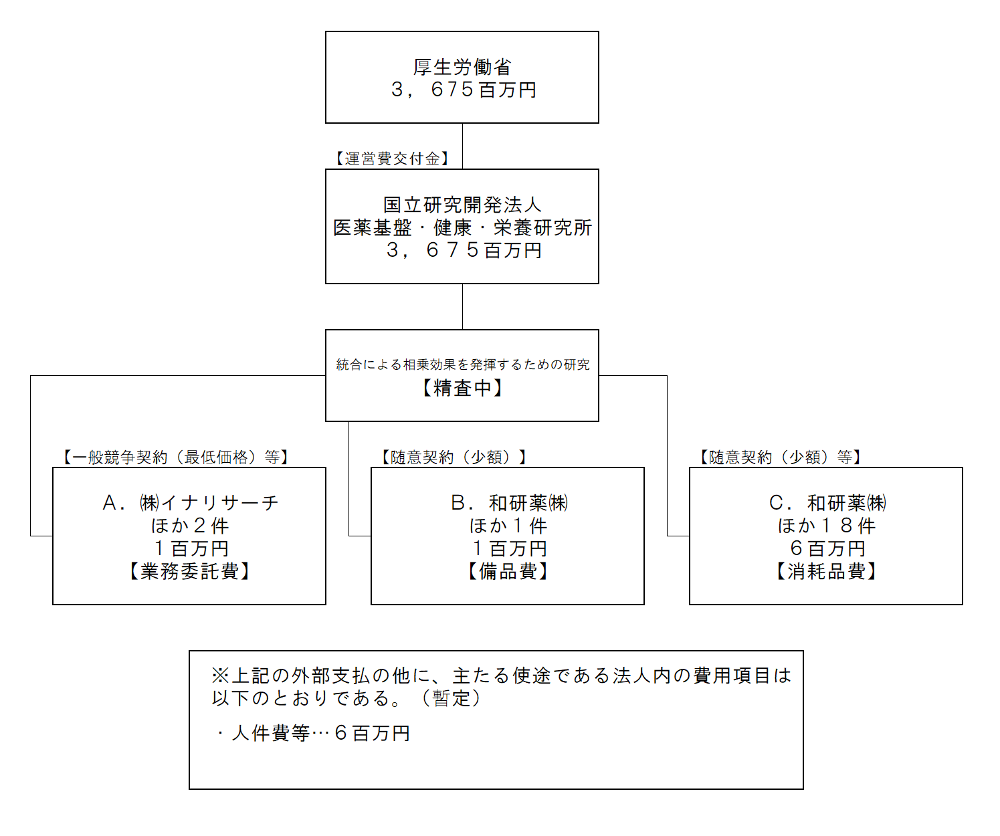 厚生労働省
３，６７５百万円
【運営費交付金】
国立研究開発法人
医薬基盤・健康・栄養研究所
３，６７５百万円
統合による相乗効果を発揮するための研究
【精査中】
【一般競争契約（最低価格）等】
【随意契約（少額）】
【随意契約（少額）等】
Ａ．㈱イナリサーチ
ほか２件
１百万円
【業務委託費】
Ｂ．和研薬㈱
ほか１件
１百万円
【備品費】
Ｃ．和研薬㈱
ほか１８件
６百万円
【消耗品費】
※上記の外部支払の他に、主たる使途である法人内の費用項目は
以下のとおりである。（暫定）
・人件費等…６百万円